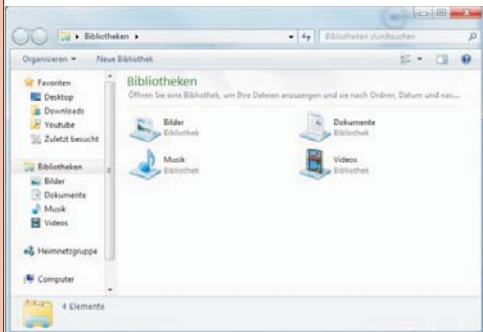 Bibliotheken
Bibliotheken durchsuchen
Organisieren
Neue Bibliothek
Favoriten
Desktop
Downloads
Youtube
Zuletzt besucht
Bibliotheken
Bilder
Dokumente
Musik
Videos
Heimnetzgruppe
Computer
Bibliotheken
Öffnen Sie eine Bibliothek, um Ihre Dateien anzuzeigen und sie nach Ordner, Datum und nac...
Bilder
Bibliothek
Dokumente
Bibliothek
Musik
Bibliothek
Videos
Bibliothek
4 Elemente